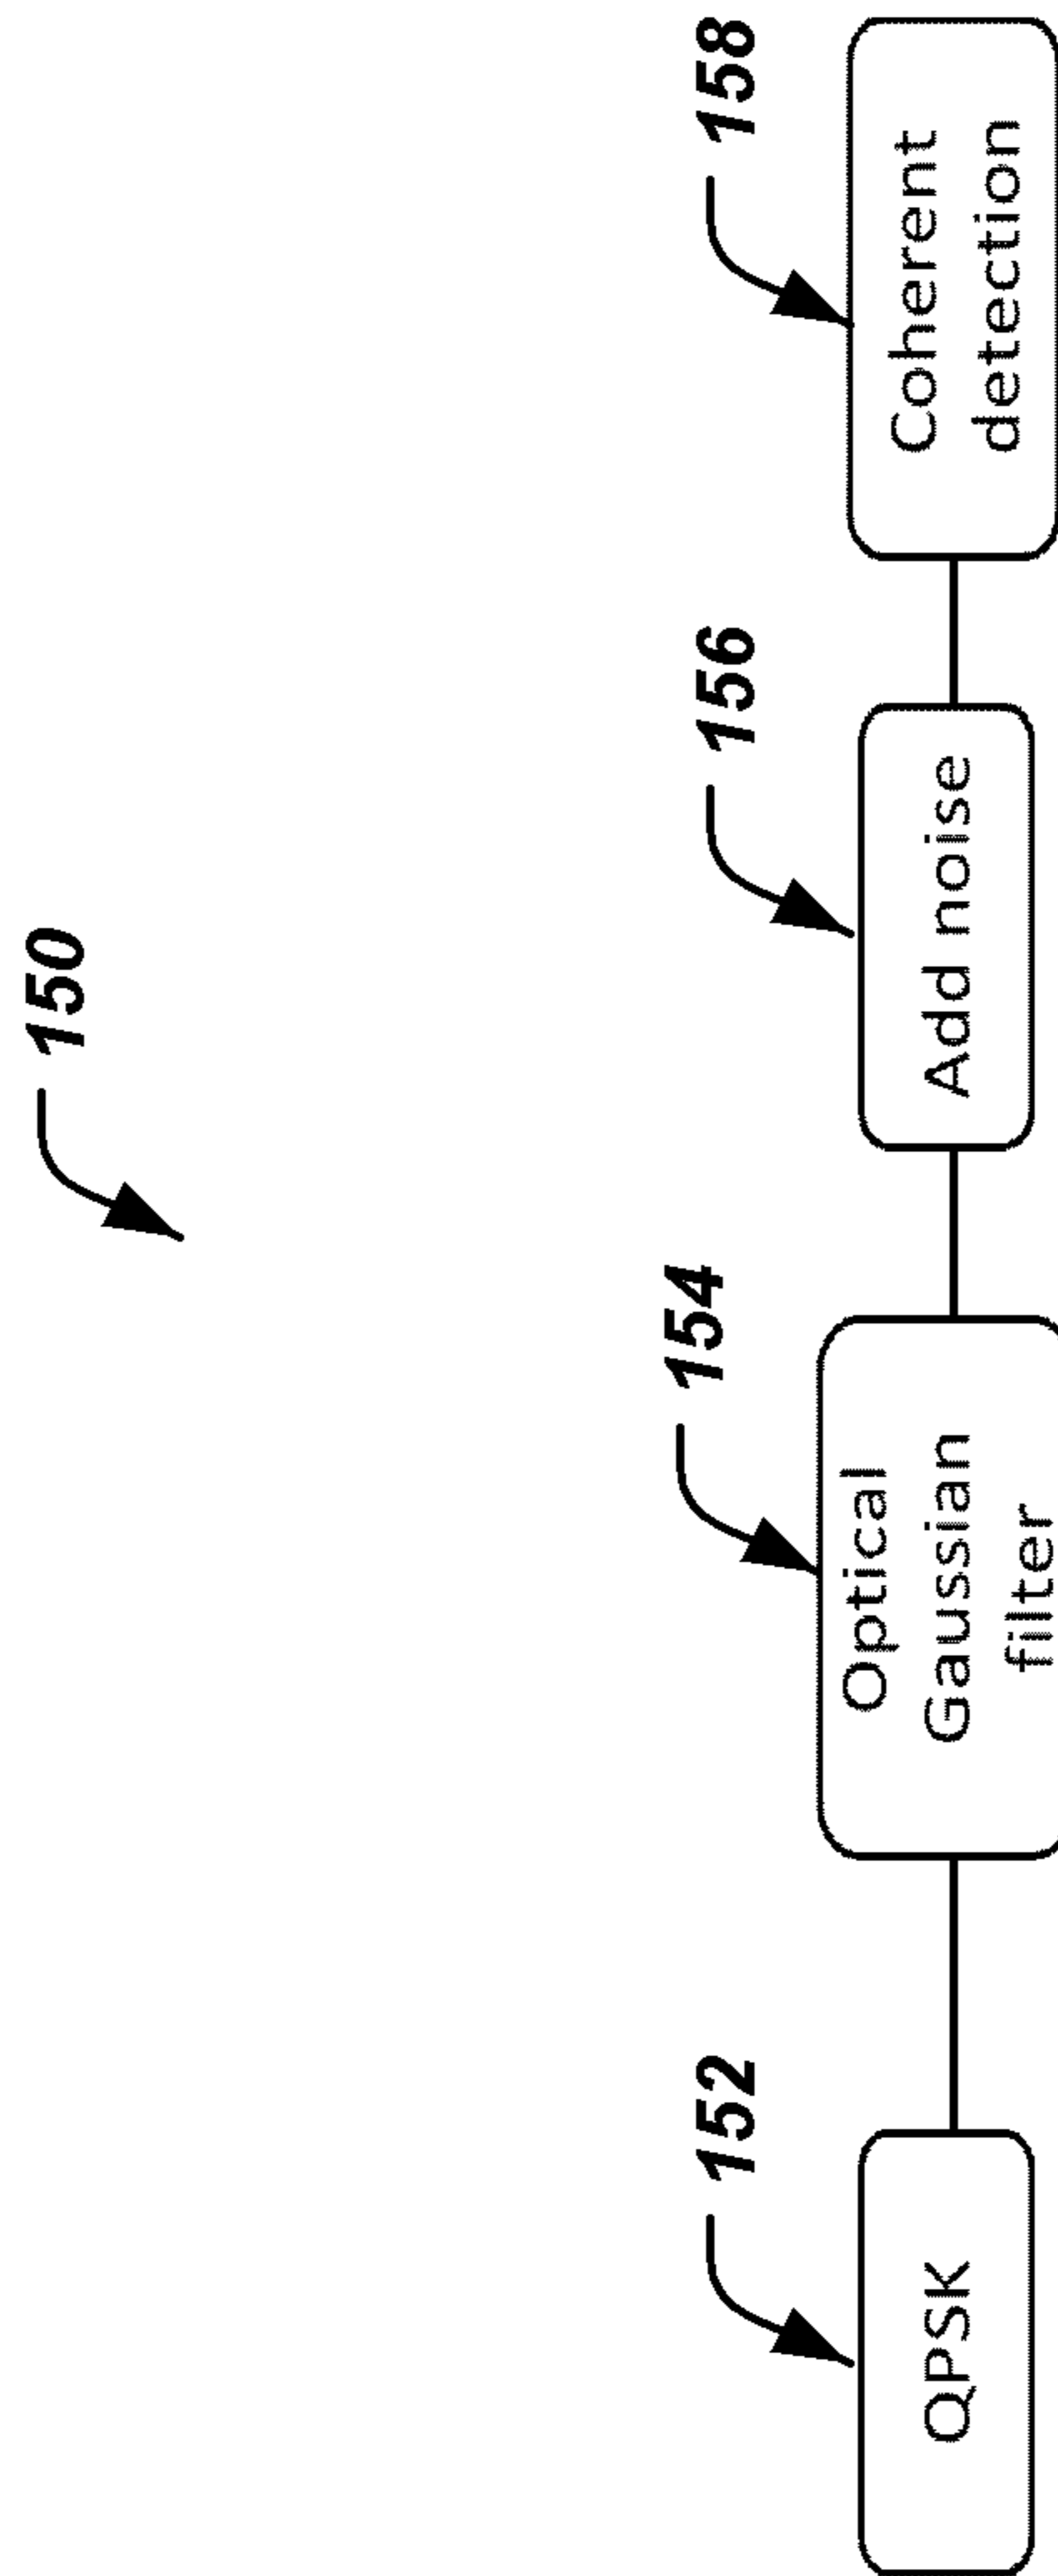 150
152
154
156
158
QPSK
Optical
Gaussian
filter
Add noise
Coherent
detection